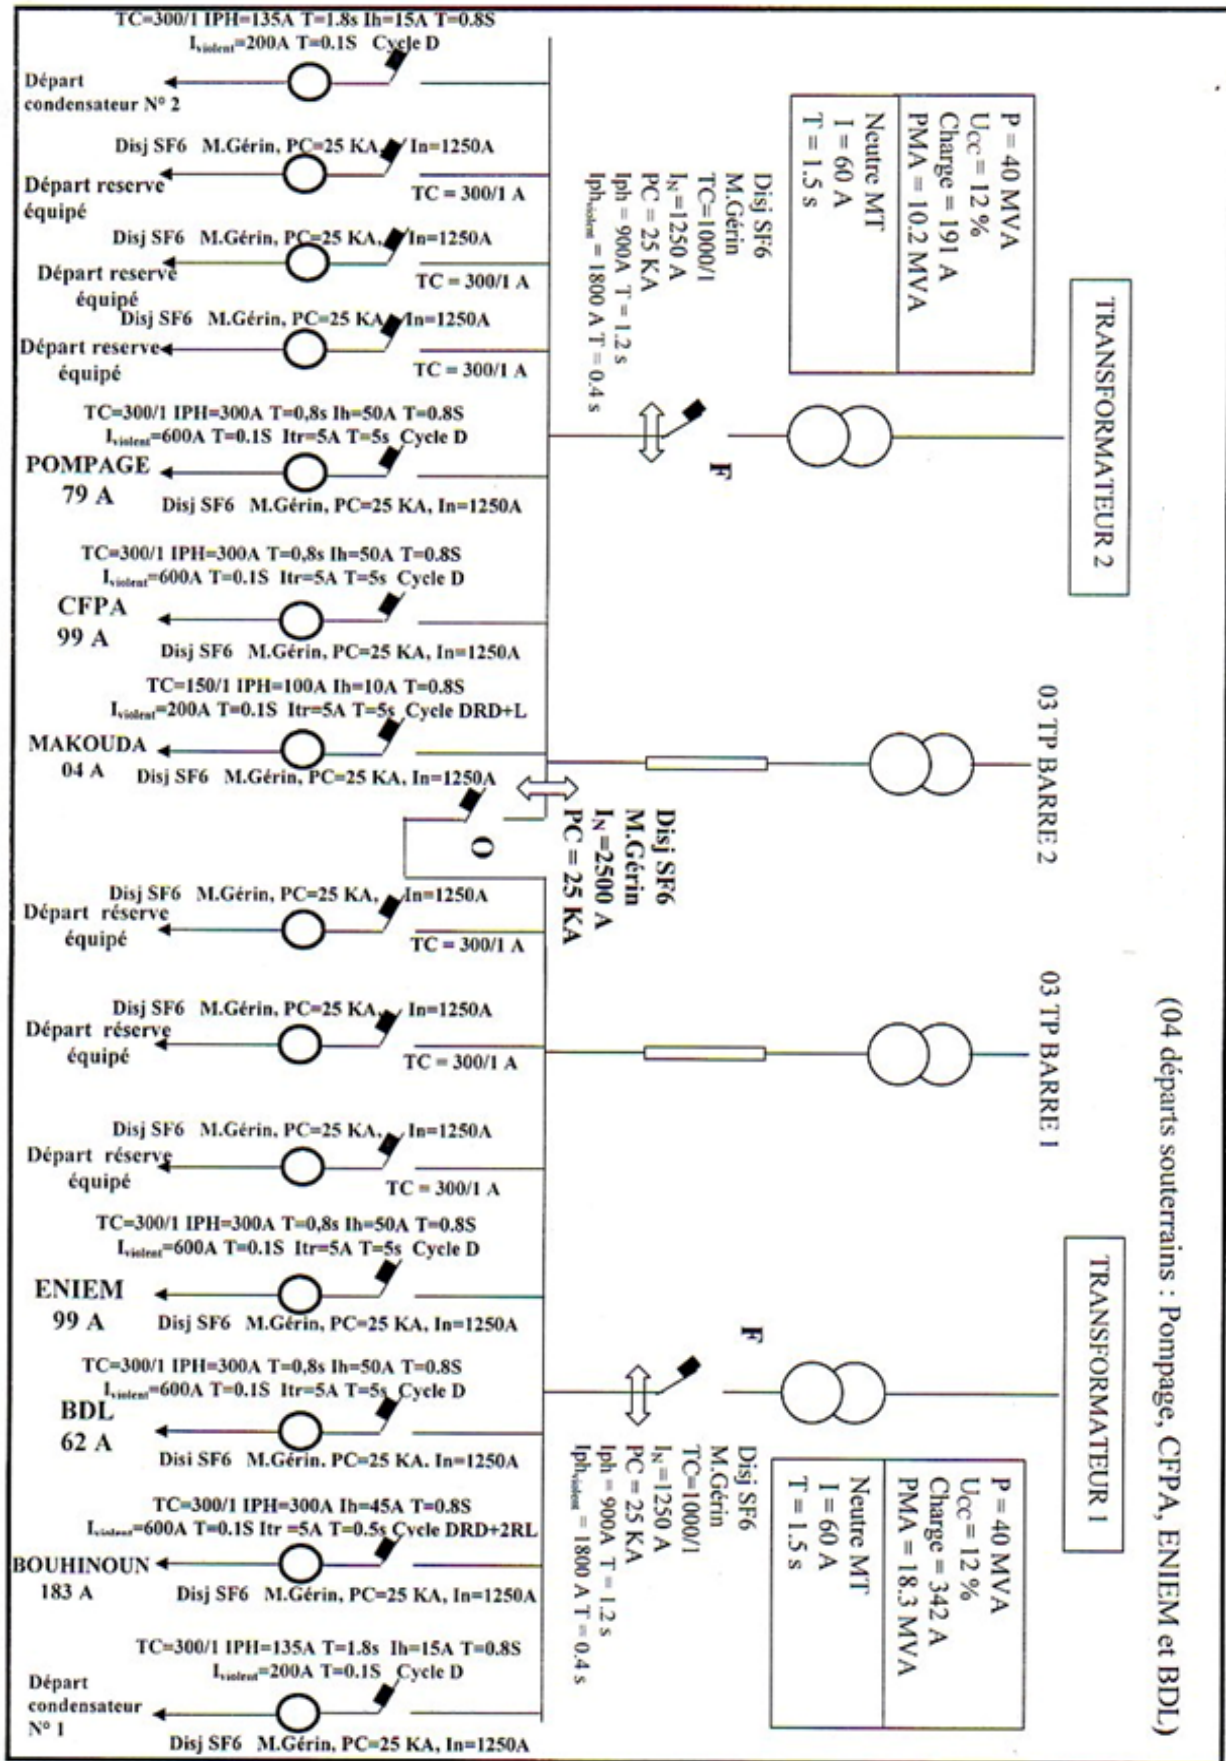 TC=300/1 IPH=135A T=1.8s Ih=15A T=0.8S
Iviolent=200A T=0.1S Cycle D
Départ
condensateur N° 2
Disj SF6 M.Gérin, PC=25 KA, In=1250A
Départ reserve
équipé
TC = 300/1 A
Disj SF6 M.Gérin, PC=25 KA, In=1250A
Départ reserve
équipé
TC = 300/1 A
Disj SF6 M.Gérin, PC=25 KA, In=1250A
Départ reserve
équipé
TC = 300/1 A
TC=300/1 IPH=300A T=0,8s Ih=50A T=0.8S
Iviolent=600A T=0.1S Itr=5A T=5s Cycle D
POMPAGE
79 A
Disj SF6 M.Gérin, PC=25 KA, In=1250A
TC=300/1 IPH=300A T=0,8s Ih=50A T=0.8S
Iviolent=600A T=0.1S Itr=5A T=5s Cycle D
CFPA
99 A
Disj SF6 M.Gérin, PC=25 KA, In=1250A
TC=150/1 IPH=100A Ih=10A T=0.8S
Iviolent=200A T=0.1S Itr=5A T=5s Cycle DRD+L
MAKOUDA
04 A
Disj SF6 M.Gérin, PC=25 KA, In=1250A
O
Disj SF6
M.Gérin
IN =2500 A
PC = 25 KA
Disj SF6 M.Gérin, PC=25 KA, In=1250A
Départ réserve
équipé
TC = 300/1 A
Disj SF6 M.Gérin, PC=25 KA, In=1250A
Départ réserve
équipé
TC = 300/1 A
Disj SF6 M.Gérin, PC=25 KA, In=1250A
Départ réserve
équipé
TC = 300/1 A
TC=300/1 IPH=300A T=0,8s Ih=50A T=0.8S
Iviolent=600A T=0.1S Itr=5A T=5s Cycle D
ENIEM
99 A
Disj SF6 M.Gérin, PC=25 KA, In=1250A
TC=300/1 IPH=300A T=0,8s Ih=50A T=0.8S
Iviolent=600A T=0.1S Itr=5A T=5s Cycle D
BDL
62 A
Disi SF6 M.Gérin, PC=25 KA. In=1250A
TC=300/1 IPH=300A Ih=45A T=0.8S
Iviolent=600A T=0.1S Itr =5A T=0.5s Cycle DRD+2RL
BOUHINOUN
183 A
Disj SF6 M.Gérin, PC=25 KA, In=1250A
TC=300/1 IPH=135A T=1.8s Ih=15A T=0.8S
Iviolent=200A T=0.1S Cycle D
Départ
condensateur
N° 1
Disj SF6 M.Gérin, PC=25 KA, In=1250A
(04 départs souterrains : Pompage, CFPA, ENIEM et BDL)
TRANSFORMATEUR 2
P = 40 MVA
UCC = 12 %
Charge = 191 A
PMA = 10.2 MVA
Neutre MT
I = 60 A
T = 1.5 s
F
Disj SF6
M.Gérin
TC=1000/1
IN =1250 A
PC = 25 KA
Iph = 900A T = 1.2 s
Iphviolent = 1800 A T = 0.4 s
03 TP BARRE 2
03 TP BARRE 1
TRANSFORMATEUR 1
P = 40 MVA
UCC = 12 %
Charge = 342 A
PMA = 18.3 MVA
Neutre MT
I = 60 A
T = 1.5 s
F
Disj SF6
M.Gérin
TC=1000/1
IN =1250 A
PC = 25 KA
Iph = 900A T = 1.2 s
Iphviolent = 1800 A T = 0.4 s